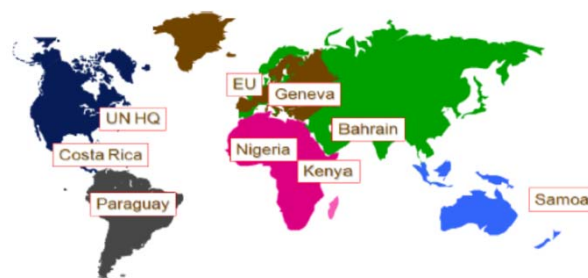 EU
Geneva
UN HQ
Bahrain
Costa Rica
Nigeria
Kenya
Paraguay
Samoa